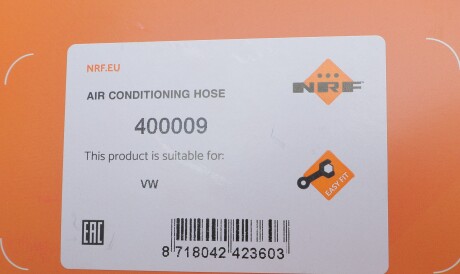 NRF.EU
NRF
AIR CONDITIONING HOSE
400009
This product is suitable for:
VW
EASY FIT
EAC
8 718042 423603